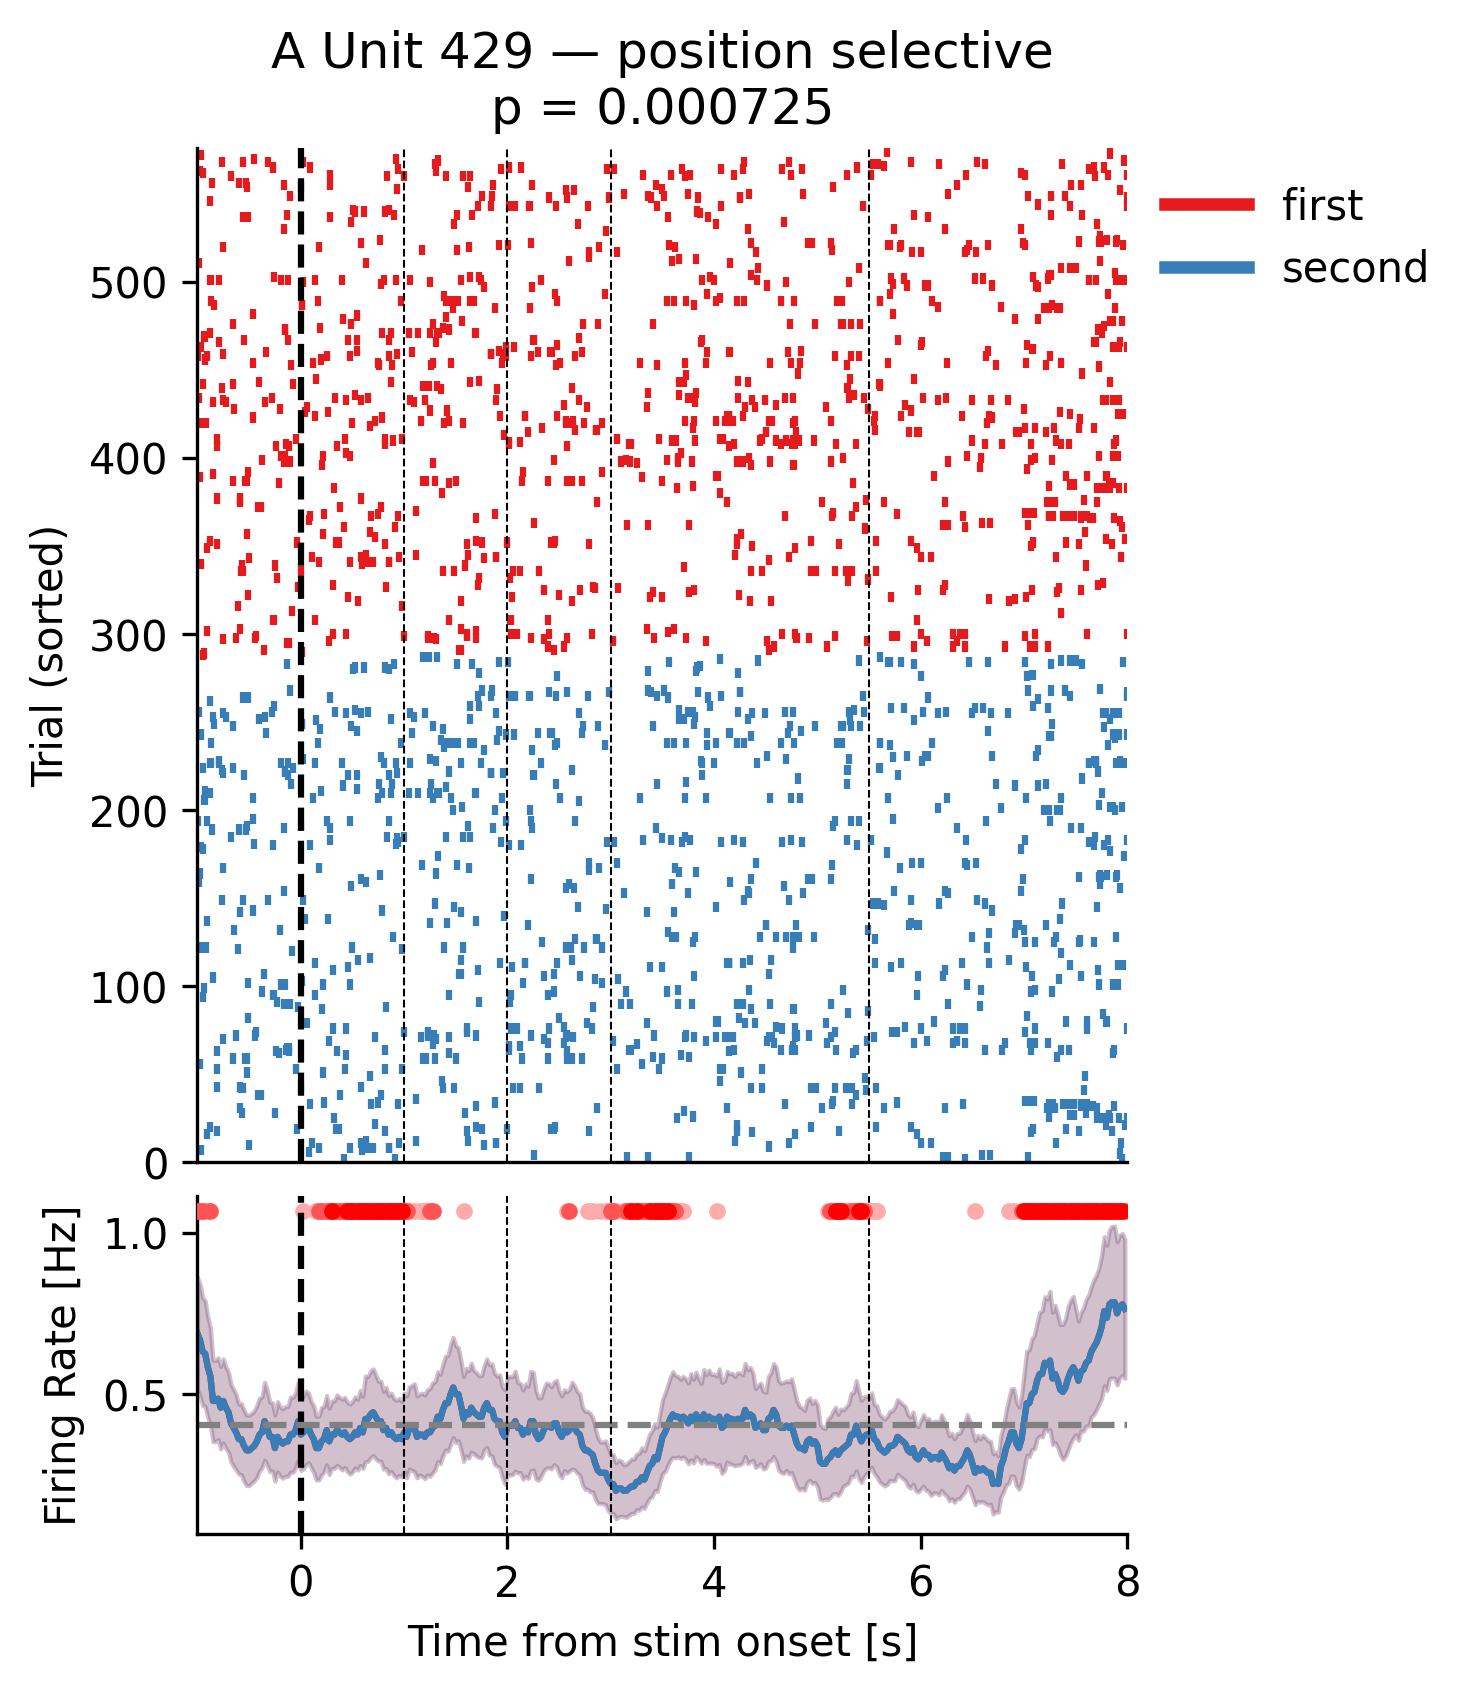 A Unit 429 — position selective
p = 0.000725
first
second
500
400
300
200
100
0
Trial (sorted)
1.0
0.5
Firing Rate [Hz]
0 2 4 6 8
Time from stim onset [s]